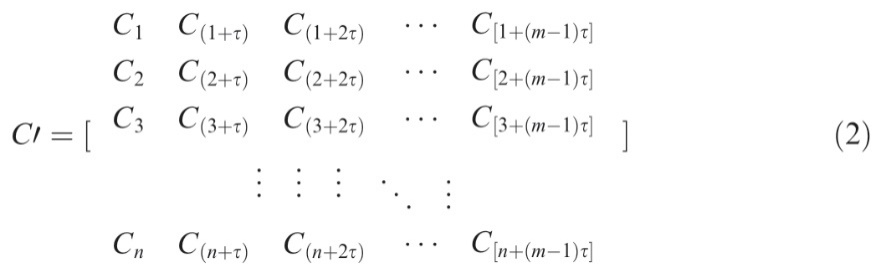 C₁ C₍₁₊τ₎ C₍₁₊₂τ₎ ⋯ C[1+(m−1)τ]
C₂ C₍₂₊τ₎ C₍₂₊₂τ₎ ⋯ C[2+(m−1)τ]
C′ = [ C₃ C₍₃₊τ₎ C₍₃₊₂τ₎ ⋯ C[3+(m−1)τ] ] (2)
⋮ ⋮ ⋮ ⋱ ⋮
Cₙ C₍ₙ₊τ₎ C₍ₙ₊₂τ₎ ⋯ C[n+(m−1)τ]